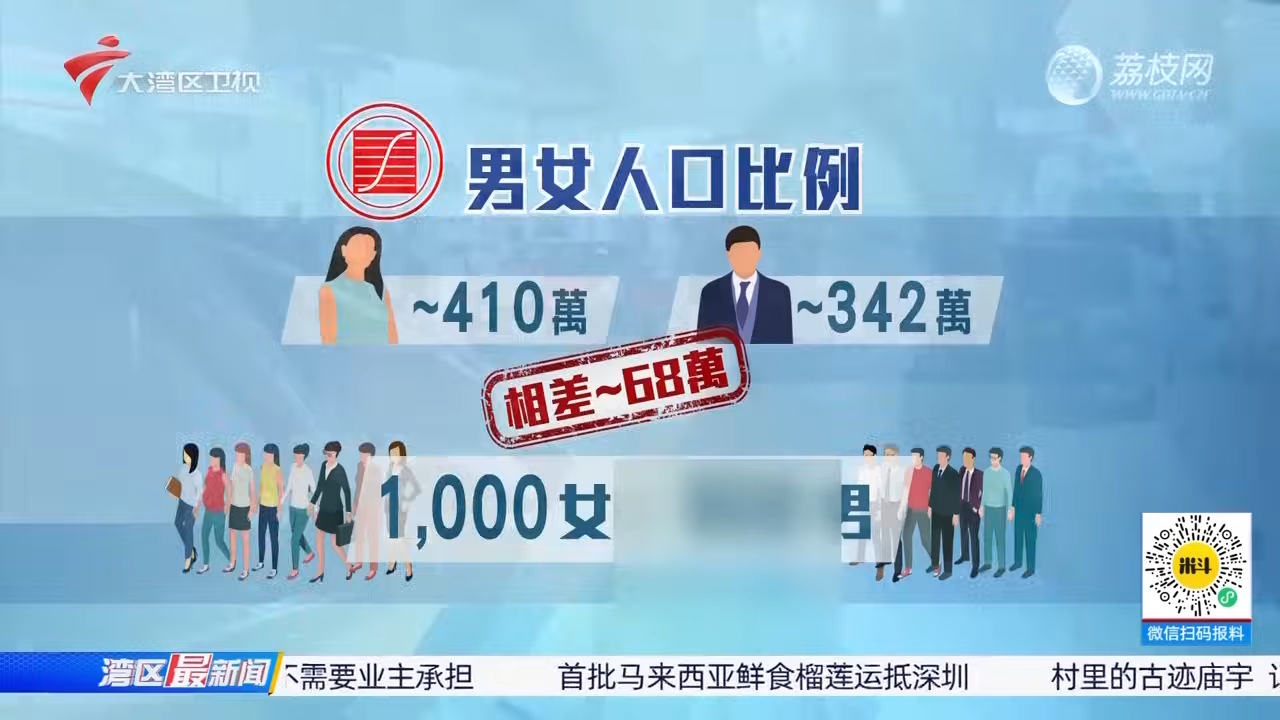 大湾区卫视
荔枝网
WWW.GDTV.CN
男女人口比例
~410萬
~342萬
相差~68萬
1,000女
男
米斗
微信扫码报料
湾区最新闻
不需要业主承担 首批马来西亚鲜食榴莲运抵深圳 村里的古迹庙宇